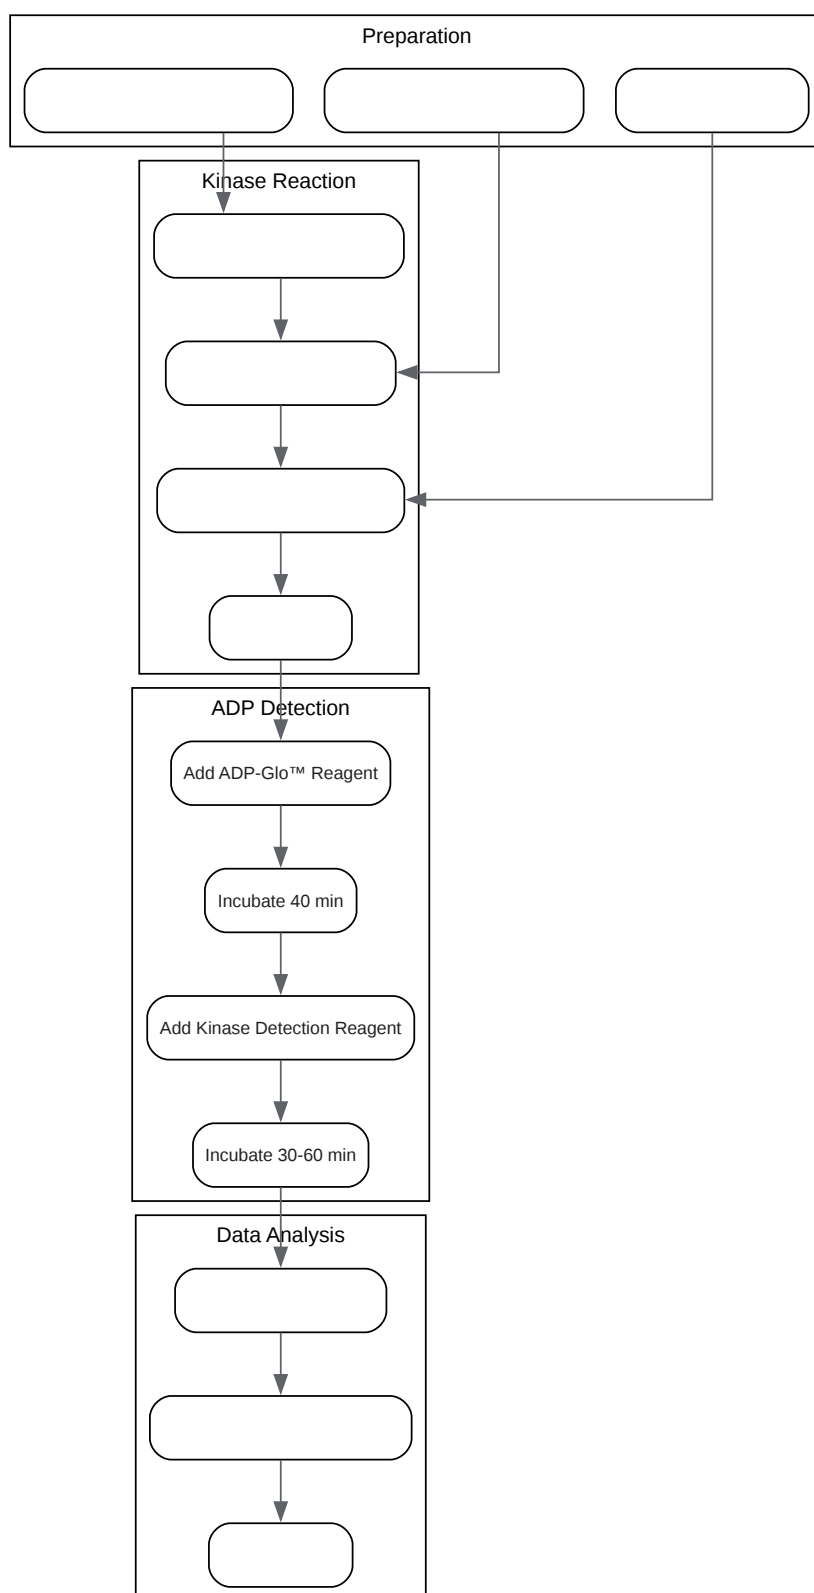 Preparation
Kinase Reaction
ADP Detection
Add ADP-Glo™ Reagent
Incubate 40 min
Add Kinase Detection Reagent
Incubate 30-60 min
Data Analysis